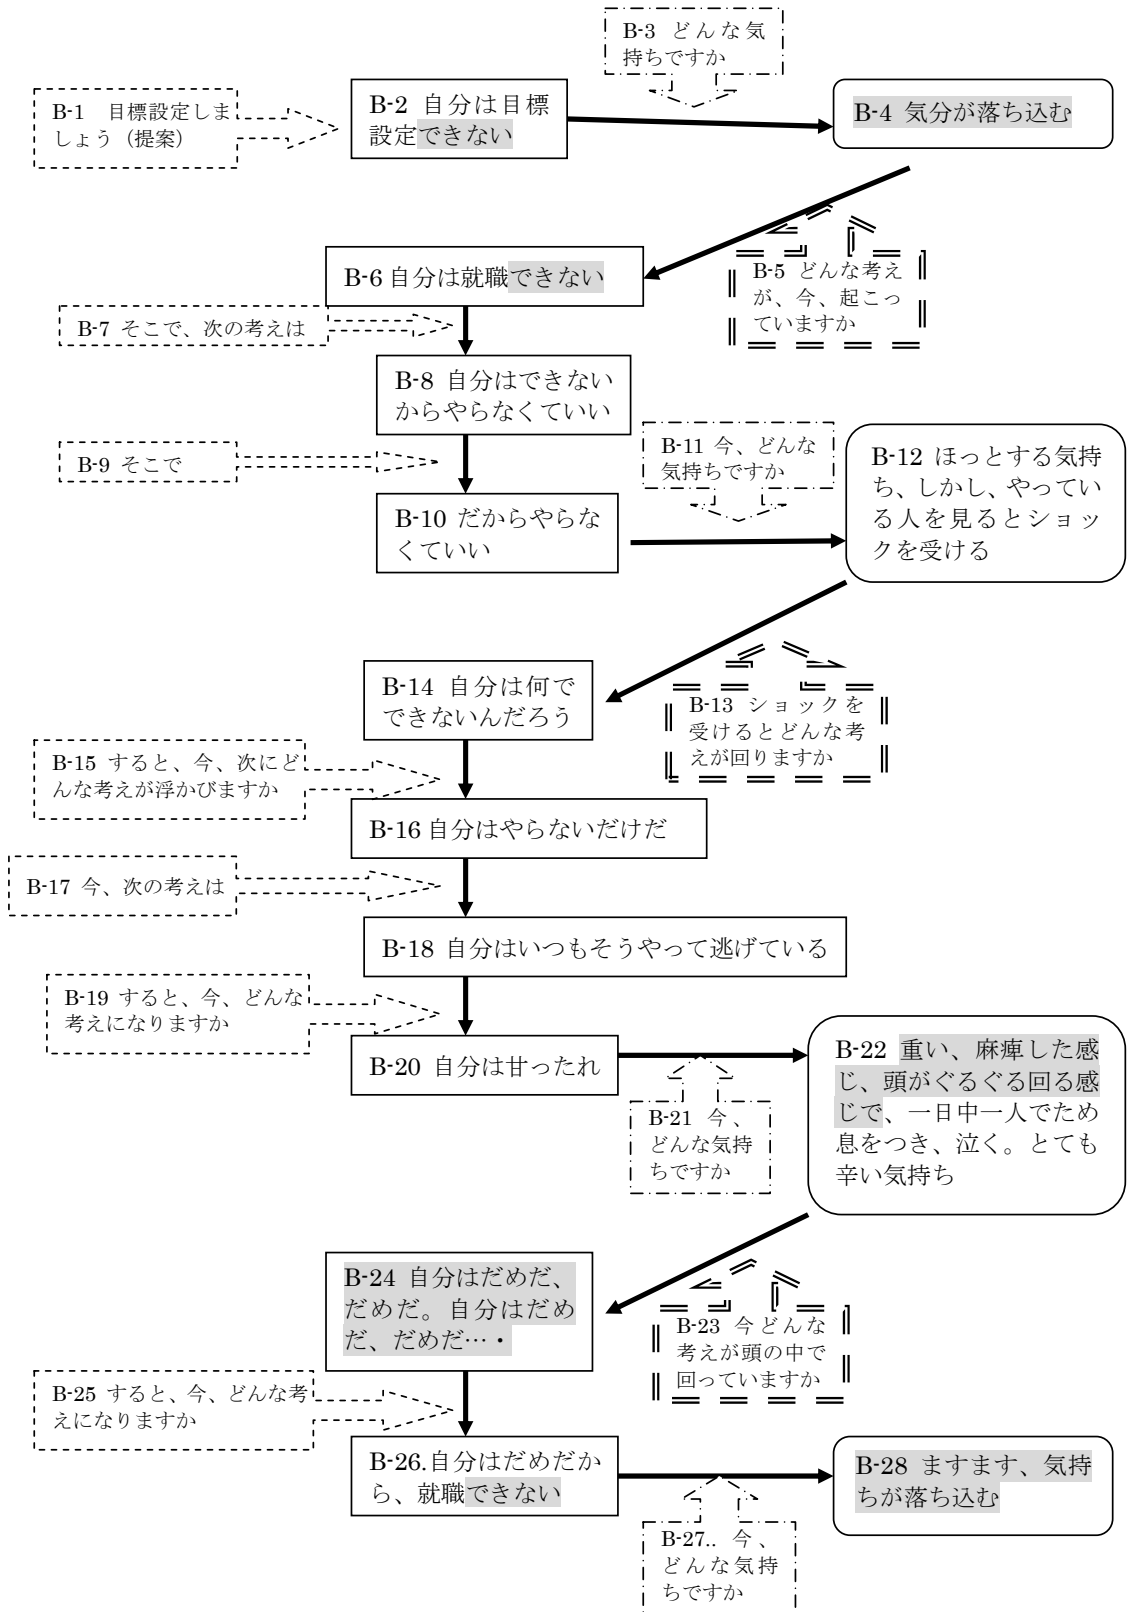 B-3 どんな気
持ちですか
B-1 目標設定しま
しょう（提案）
B-2 自分は目標
設定できない
B-4 気分が落ち込む
B-6自分は就職できない
B-5 どんな考え
が、今、起こっ
ていますか
B-7 そこで、次の考えは
B-8 自分はできない
からやらなくていい
B-9 そこで
B-11 今、どんな
気持ちですか
B-12 ほっとする気持
ち、しかし、やってい
る人を見るとショッ
クを受ける
B-10 だからやらな
くていい
B-14 自分は何で
できないんだろう
B-13 ショックを
受けるとどんな考
えが回りますか
B-15 すると、今、次にど
んな考えが浮かびますか
B-16自分はやらないだけだ
B-17 今、次の考えは
B-18 自分はいつもそうやって逃げている
B-19 すると、今、どんな
考えになりますか
B-20 自分は甘ったれ
B-21 今、
どんな気持
ちですか
B-22 重い、麻痺した感
じ、頭がぐるぐる回る感
じで、一日中一人でため
息をつき、泣く。とても
辛い気持ち
B-24 自分はだめだ、
だめだ。自分はだめ
だ、だめだ…・
B-23 今どんな
考えが頭の中で
回っていますか
B-25 すると、今、どんな考
えになりますか
B-26.自分はだめだか
ら、就職できない
B-28 ますます、気持
ちが落ち込む
B-27.. 今、
どんな気持
ちですか